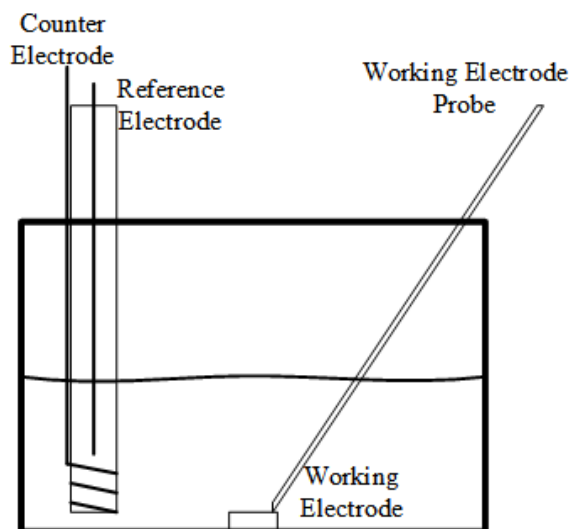 Counter
Electrode
Reference
Electrode
Working Electrode
Probe
Working
Electrode